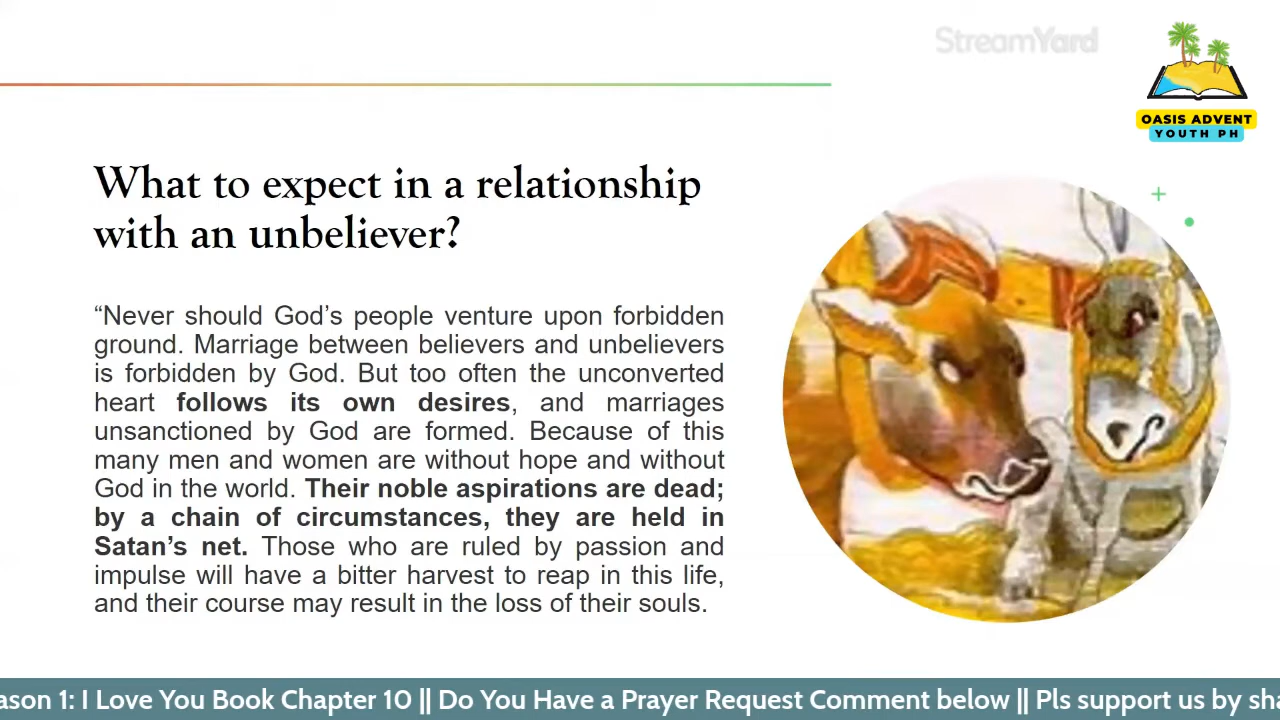 StreamYard
OASIS ADVENT
YOUTH PH
What to expect in a relationship
with an unbeliever?
“Never should God’s people venture upon forbidden
ground. Marriage between believers and unbelievers
is forbidden by God. But too often the unconverted
heart follows its own desires, and marriages
unsanctioned by God are formed. Because of this
many men and women are without hope and without
God in the world. Their noble aspirations are dead;
by a chain of circumstances, they are held in
Satan’s net. Those who are ruled by passion and
impulse will have a bitter harvest to reap in this life,
and their course may result in the loss of their souls.
ason 1: I Love You Book Chapter 10 || Do You Have a Prayer Request Comment below || Pls support us by sha